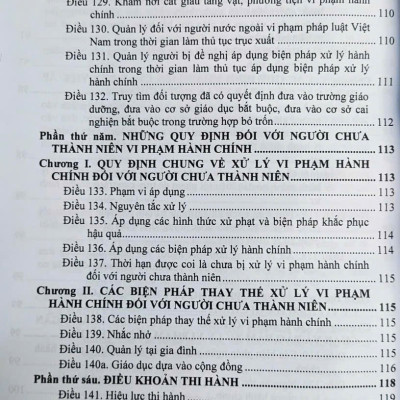 Điều 129. Khám nơi cất giấu tang vật, phương tiện vi phạm hành
chính ... 110
Điều 130. Quản lý đối với người nước ngoài vi phạm pháp luật Việt
Nam trong thời gian làm thủ tục trục xuất ... 110
Điều 131. Quản lý người bị đề nghị áp dụng biện pháp xử lý hành
chính trong thời gian làm thủ tục áp dụng biện pháp xử lý hành
chính ... 111
Điều 132. Truy tìm đối tượng đã có quyết định đưa vào trường giáo
dưỡng, đưa vào cơ sở giáo dục bắt buộc, đưa vào cơ sở cai
nghiện bắt buộc trong trường hợp bỏ trốn ... 112
Phần thứ năm. NHỮNG QUY ĐỊNH ĐỐI VỚI NGƯỜI CHƯA
THÀNH NIÊN VI PHẠM HÀNH CHÍNH ... 113
Chương I. QUY ĐỊNH CHUNG VỀ XỬ LÝ VI PHẠM HÀNH
CHÍNH ĐỐI VỚI NGƯỜI CHƯA THÀNH NIÊN ... 113
Điều 133. Phạm vi áp dụng ... 113
Điều 134. Nguyên tắc xử lý ... 113
Điều 135. Áp dụng các hình thức xử phạt và biện pháp khắc phục
hậu quả ... 114
Điều 136. Áp dụng các biện pháp xử lý hành chính ... 114
Điều 137. Thời hạn được coi là chưa bị xử lý vi phạm hành chính
đối với người chưa thành niên ... 115
Chương II. CÁC BIỆN PHÁP THAY THẾ XỬ LÝ VI PHẠM
HÀNH CHÍNH ĐỐI VỚI NGƯỜI CHƯA THÀNH NIÊN ... 115
Điều 138. Các biện pháp thay thế xử lý vi phạm hành chính ... 115
Điều 139. Nhắc nhở ... 115
Điều 140. Quản lý tại gia đình ... 116
Điều 140a. Giáo dục dựa vào cộng đồng ... 116
Phần thứ sáu. ĐIỀU KHOẢN THI HÀNH ... 118
Điều 141. Hiệu lực thi hành ... 118